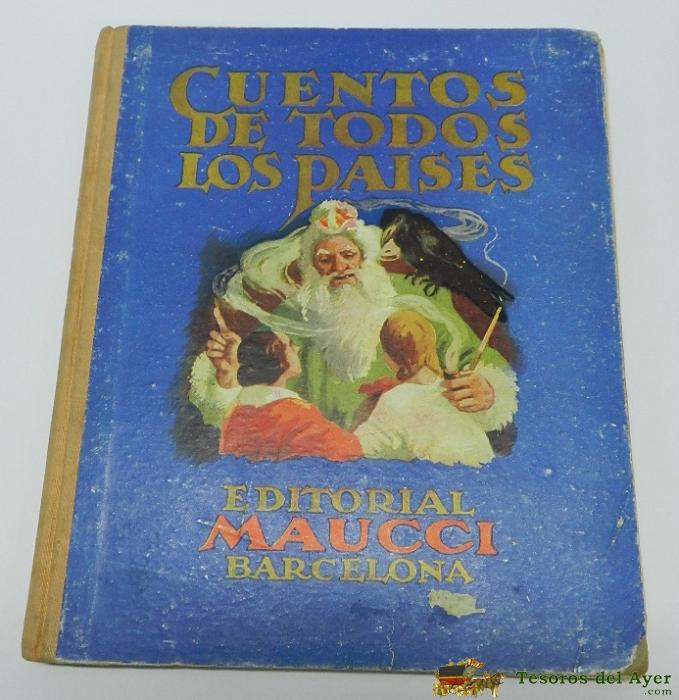 CUENTOS
DE TODOS
LOS PAISES
EDITORIAL
MAUCCI
BARCELONA
Tesoros del Ayer
.com